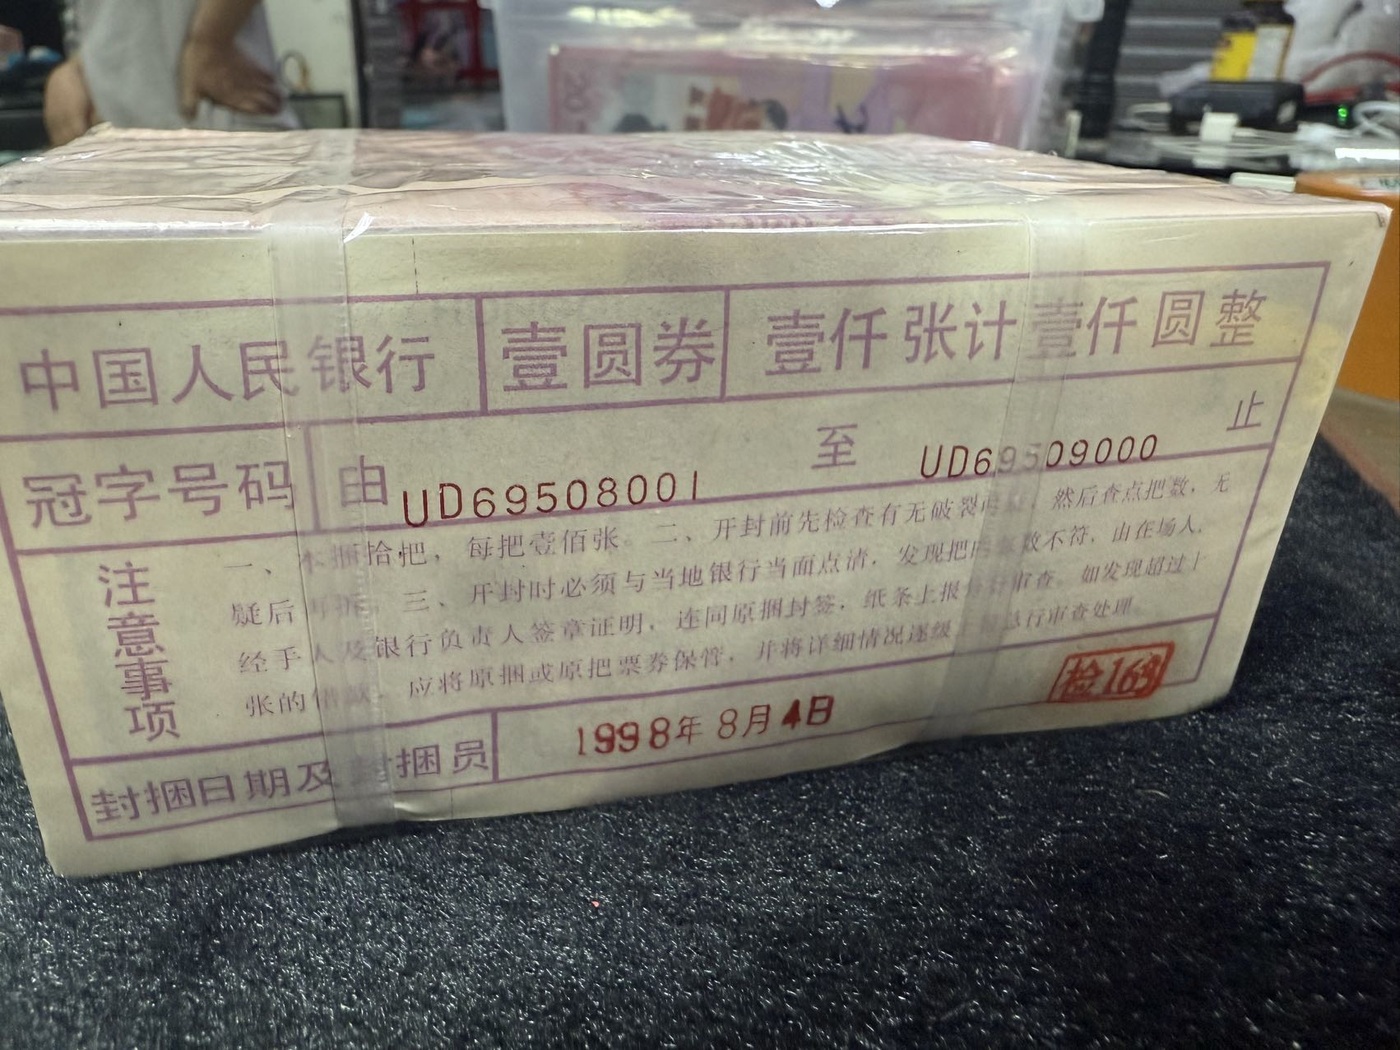 中国人民银行 壹圆券 壹仟张计壹仟圆整
冠字号码 由 UD69508001 至 UD69509000 止
注意事项
一、本捆拾把，每把壹佰张。二、开封前先检查有无破裂 然后查点把数，无
疑后 三、开封时必须与当地银行当面点清，发现把 数不符，由在场人、
经手人及银行负责人签章证明，连同原捆封签，纸条上报 审查。如发现超过十
张的 应将原捆或原把票券保管，并将详细情况逐级 总行审查处理。
封捆日期及封捆员 1998年 8月 4日 检163